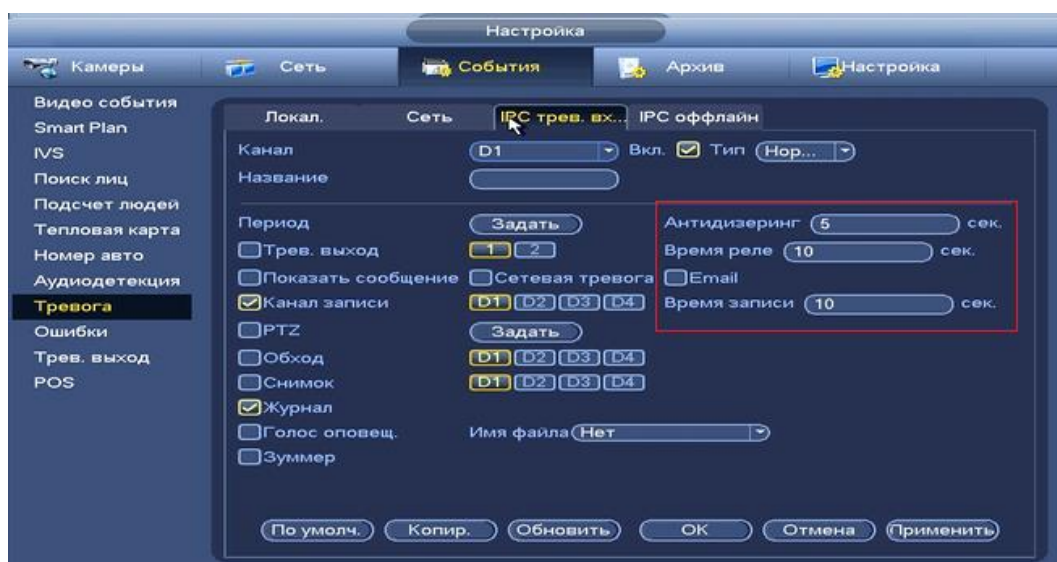 Настройка
Камеры Сеть События Архив Настройка
Видео события
Smart Plan
IVS
Поиск лиц
Подсчет людей
Тепловая карта
Номер авто
Аудиодетекция
Тревога
Ошибки
Трев. выход
POS
Локал. Сеть IPC трев. вх... IPC оффлайн
Канал D1 Вкл. Тип Нор...
Название
Период Задать Антидизеринг 5 сек.
Трев. выход 1 2 Время реле 10 сек.
Показать сообщение Сетевая тревога Email
Канал записи D1 D2 D3 D4 Время записи 10 сек.
PTZ Задать
Обход D1 D2 D3 D4
Снимок D1 D2 D3 D4
Журнал
Голос оповещ. Имя файла Нет
Зуммер
По умолч. Копир. Обновить OK Отмена Применить